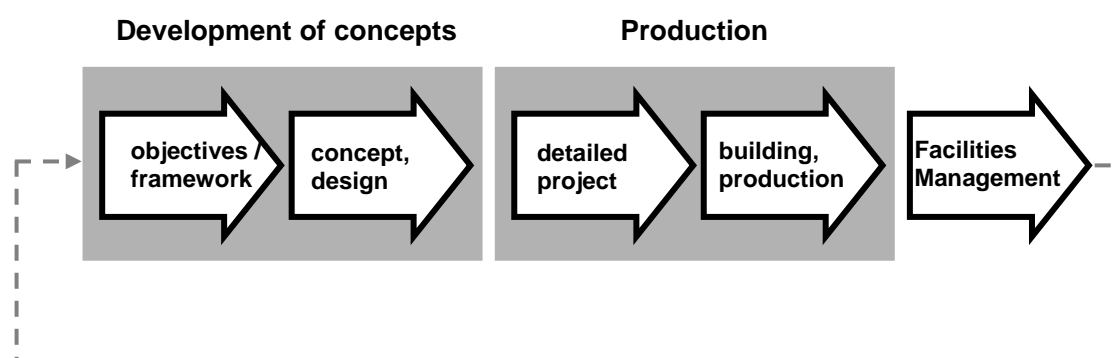 Development of concepts
Production
objectives /
framework
concept,
design
detailed
project
building,
production
Facilities
Management